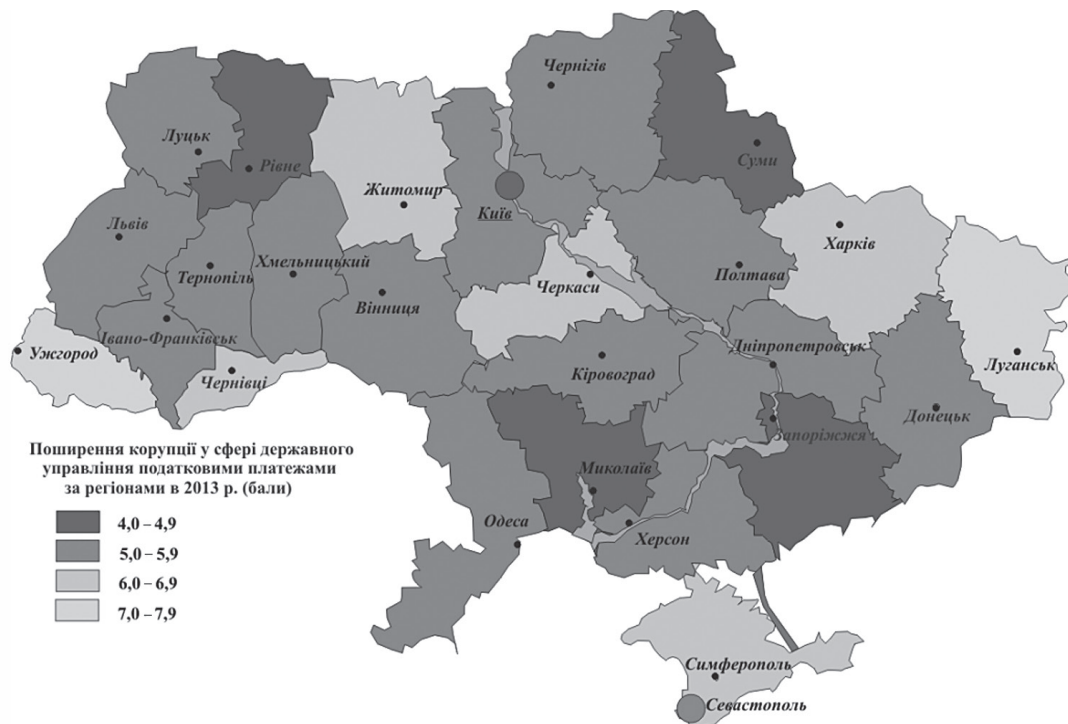 Чернігів
Луцьк
Рівне
Суми
Житомир
Київ
Львів
Харків
Тернопіль
Хмельницький
Полтава
Черкаси
Вінниця
Івано-Франківськ
Дніпропетровськ
Ужгород
Луганськ
Чернівці
Кіровоград
Донецьк
Запоріжжя
Поширення корупції у сфері державного
управління податковими платежами
за регіонами в 2013 р. (бали)
Миколаїв
4,0 – 4,9
Одеса
Херсон
5,0 – 5,9
6,0 – 6,9
7,0 – 7,9
Симферополь
Севастополь